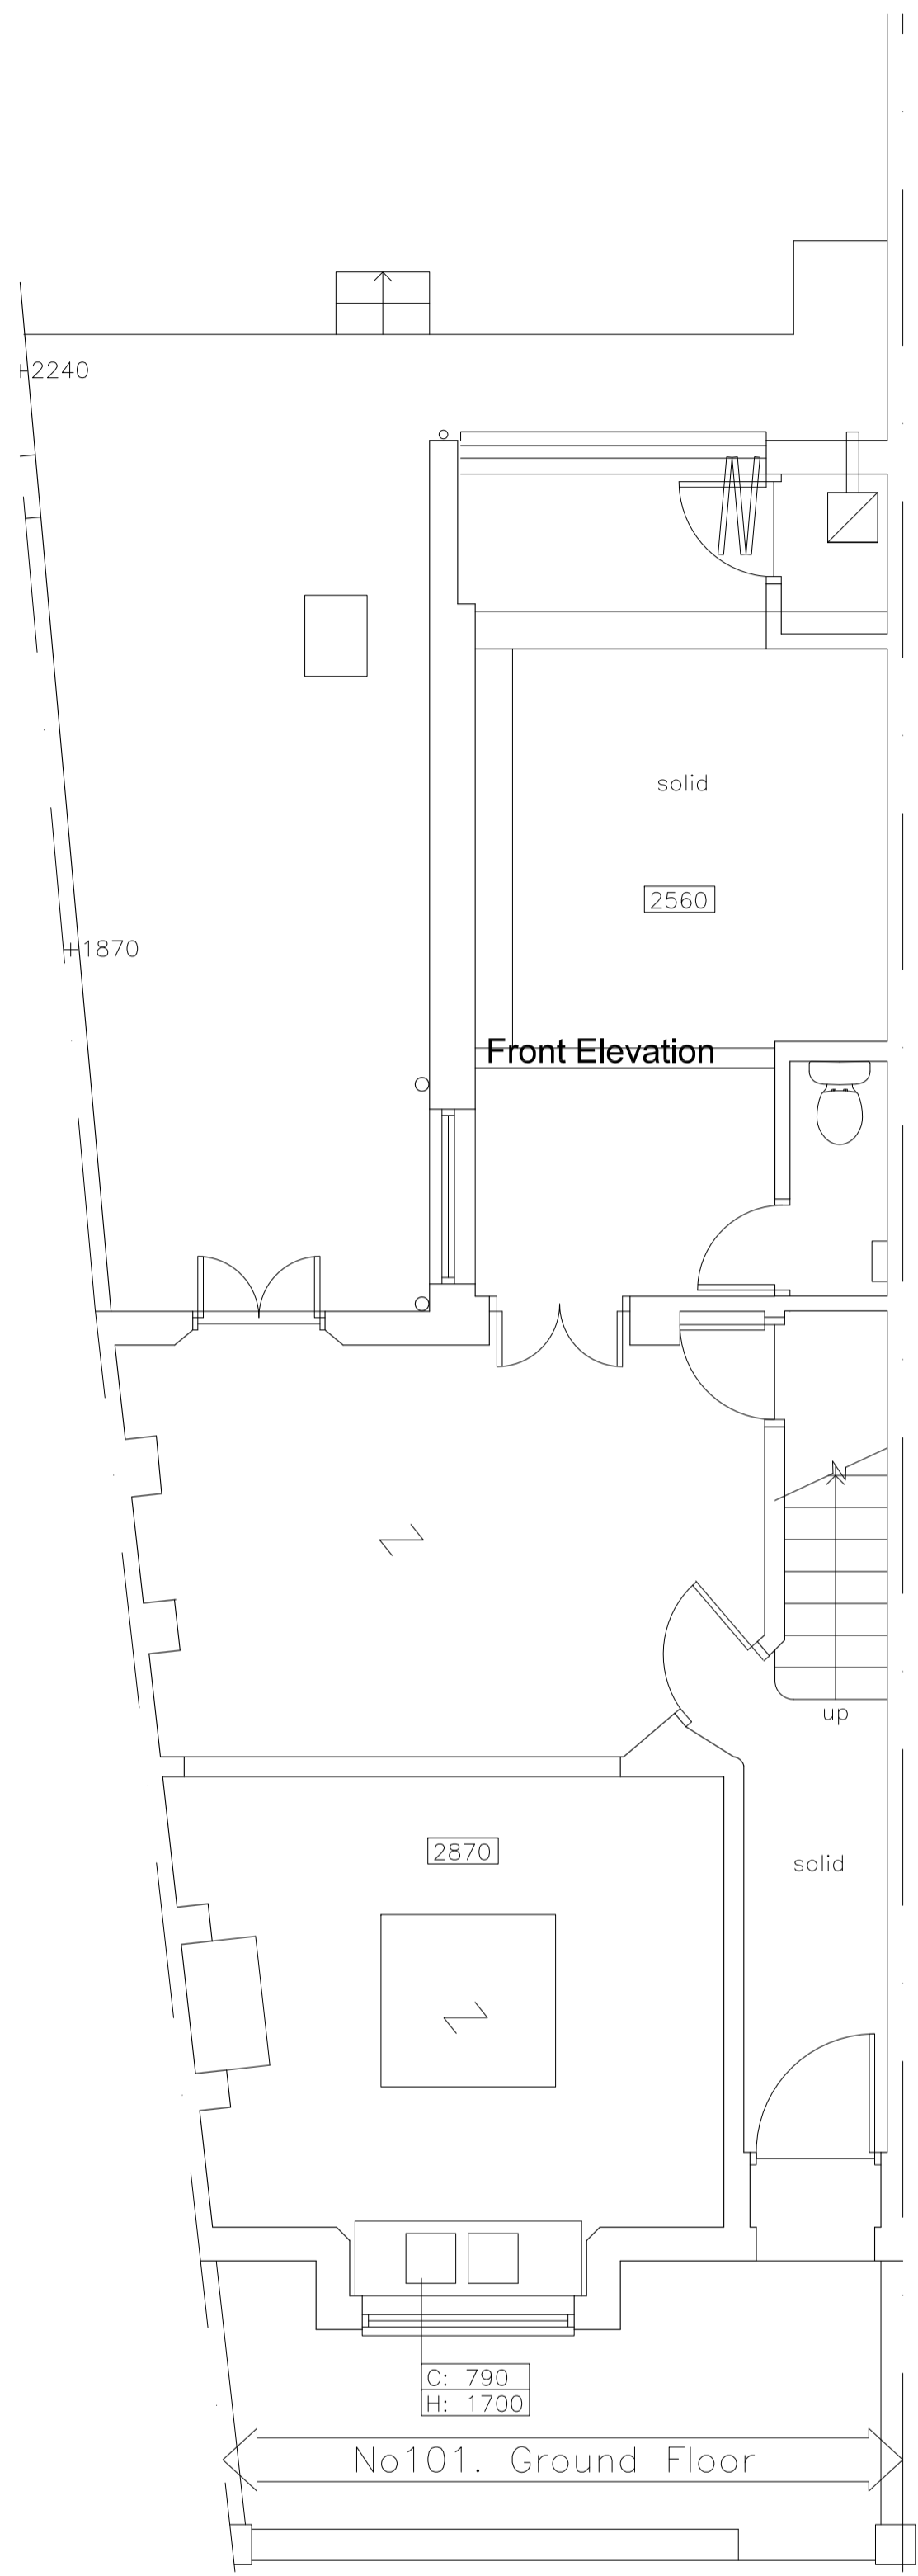 2240
solid
2560
1870
Front Elevation
up
2870
solid
C: 790
H: 1700
No101. Ground Floor